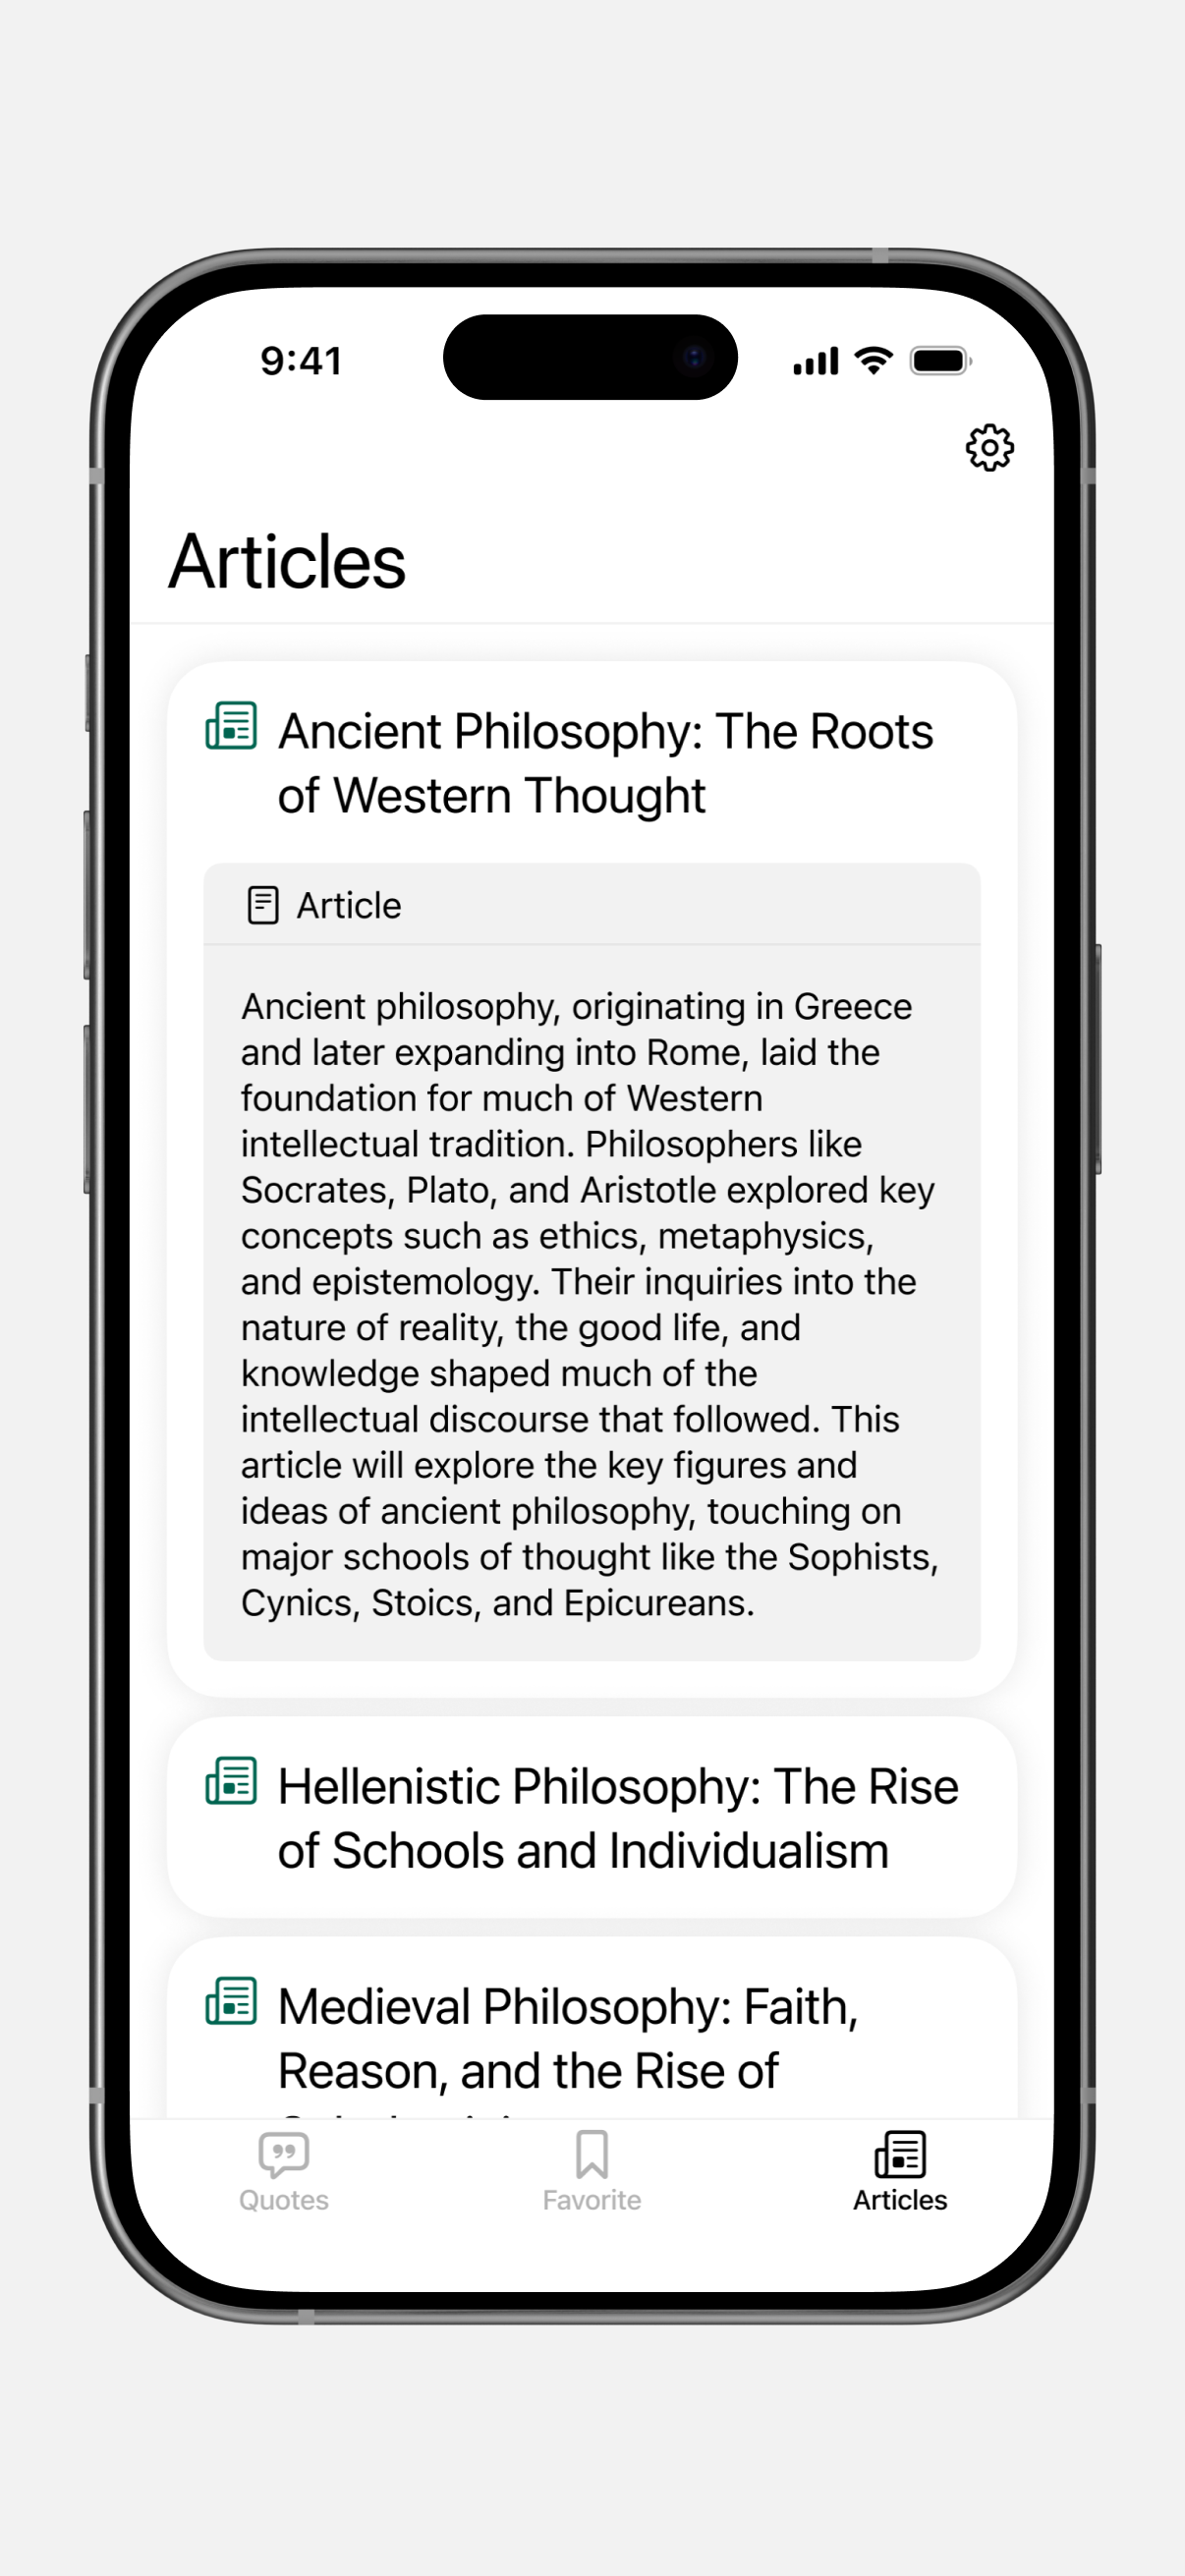 9:41
Articles
Ancient Philosophy: The Roots
of Western Thought
Article
Ancient philosophy, originating in Greece
and later expanding into Rome, laid the
foundation for much of Western
intellectual tradition. Philosophers like
Socrates, Plato, and Aristotle explored key
concepts such as ethics, metaphysics,
and epistemology. Their inquiries into the
nature of reality, the good life, and
knowledge shaped much of the
intellectual discourse that followed. This
article will explore the key figures and
ideas of ancient philosophy, touching on
major schools of thought like the Sophists,
Cynics, Stoics, and Epicureans.
Hellenistic Philosophy: The Rise
of Schools and Individualism
Medieval Philosophy: Faith,
Reason, and the Rise of
Quotes
Favorite
Articles